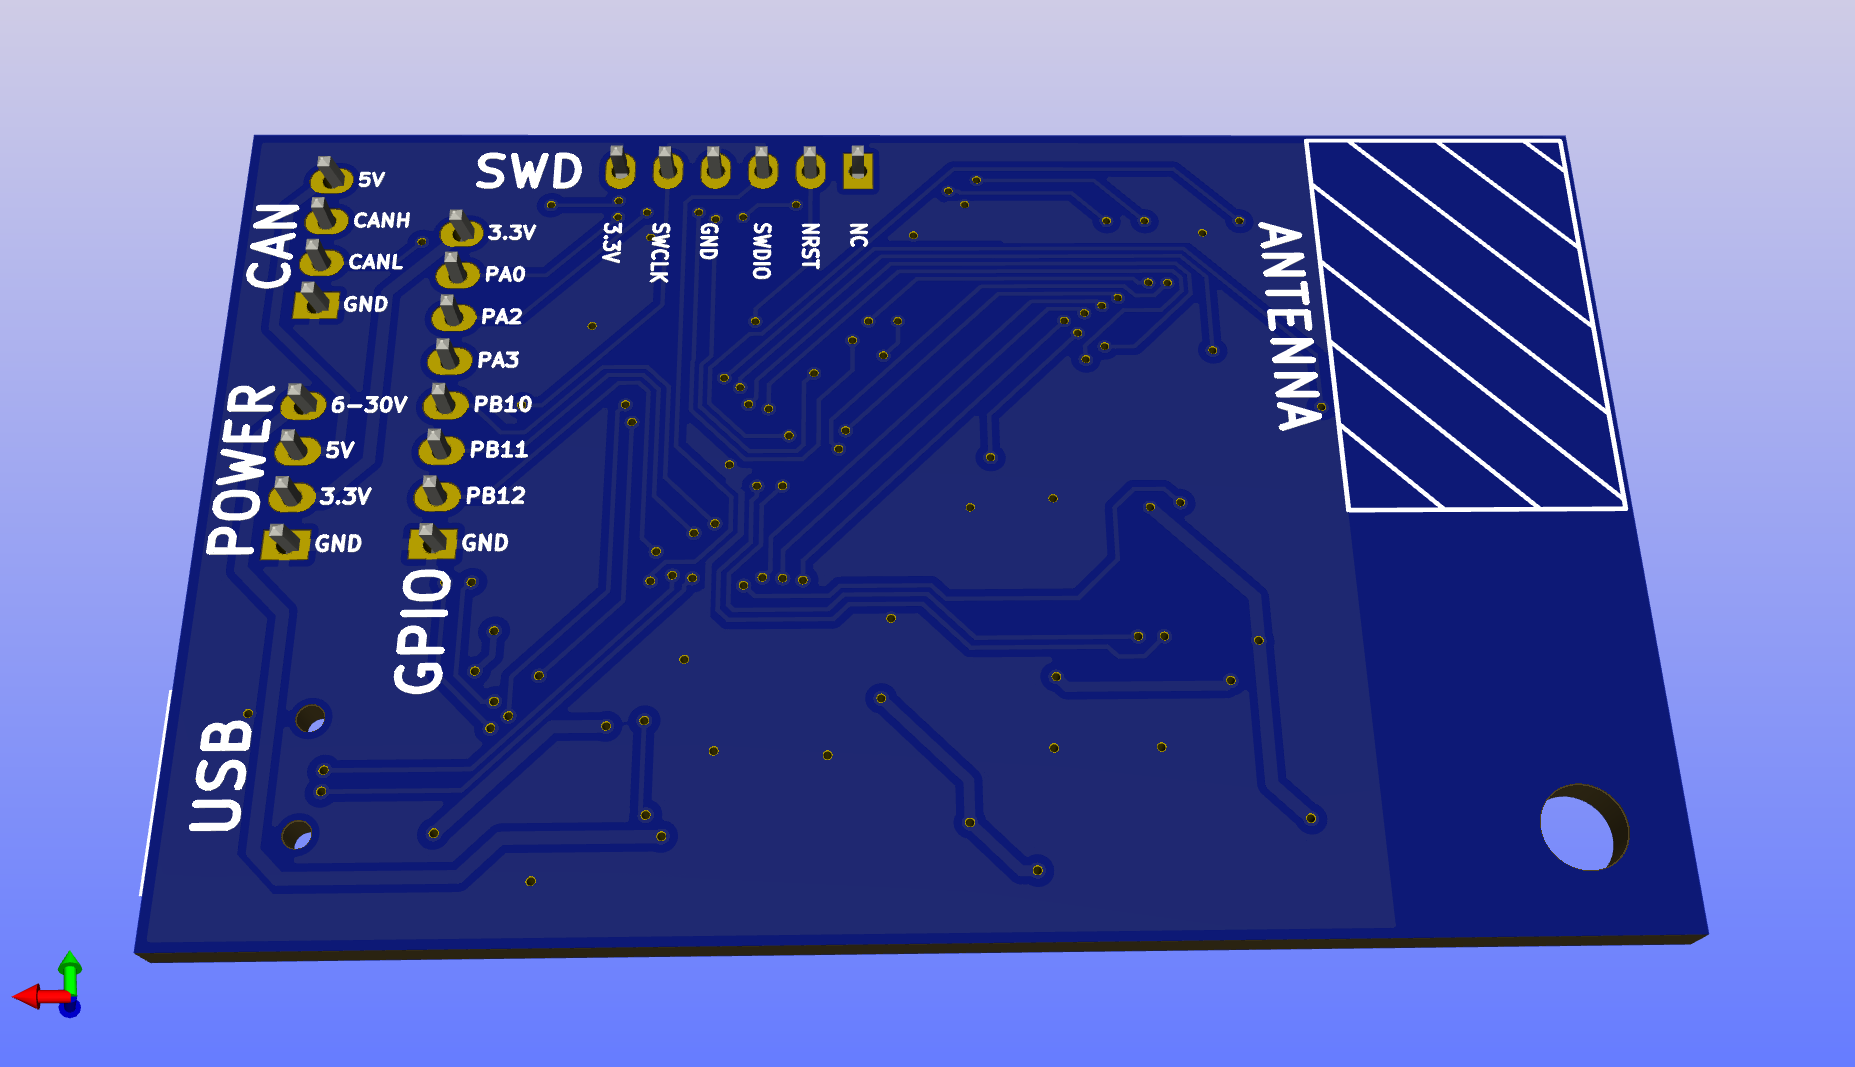 SWD
3.3V
SWCLK
GND
SWDIO
NRST
NC
CAN
5V
CANH
CANL
GND
3.3V
PA0
PA2
PA3
PB10
PB11
PB12
GND
GPIO
POWER
6-30V
5V
3.3V
GND
USB
ANTENNA